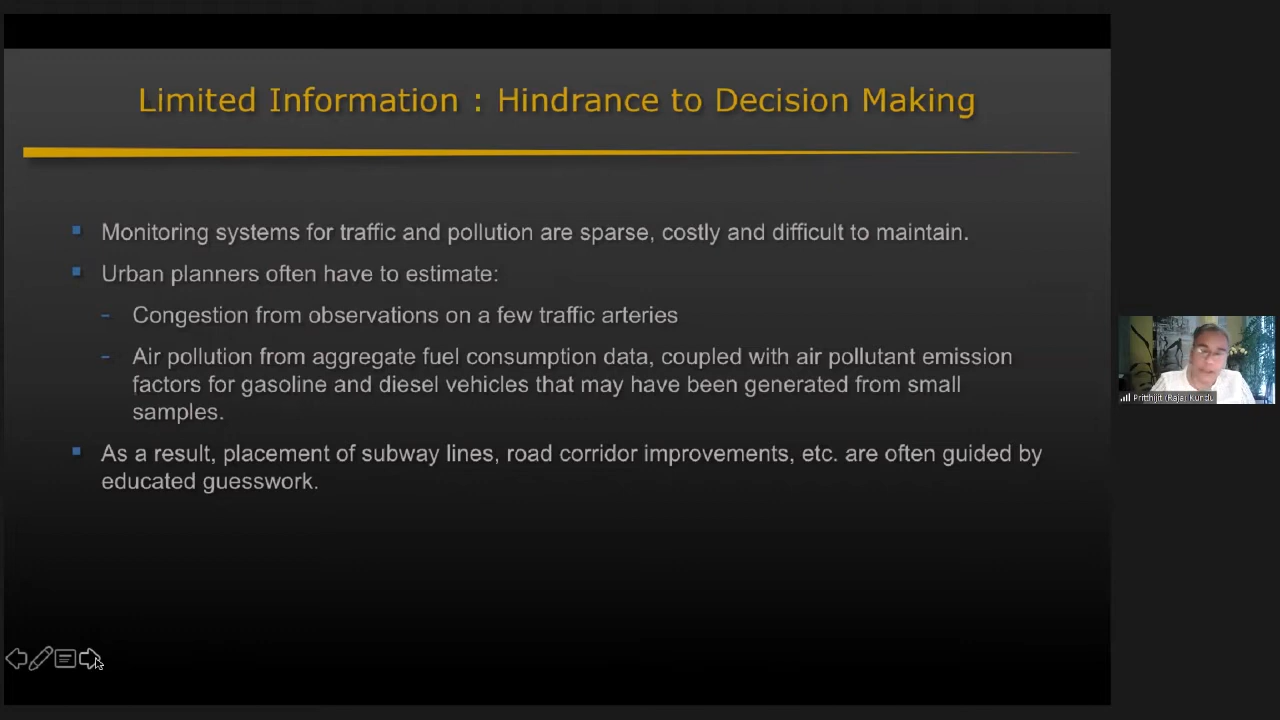 Limited Information : Hindrance to Decision Making
Monitoring systems for traffic and pollution are sparse, costly and difficult to maintain.
Urban planners often have to estimate:
- Congestion from observations on a few traffic arteries
- Air pollution from aggregate fuel consumption data, coupled with air pollutant emission
factors for gasoline and diesel vehicles that may have been generated from small
samples.
As a result, placement of subway lines, road corridor improvements, etc. are often guided by
educated guesswork.
Pritthijit (Raja) Kundu